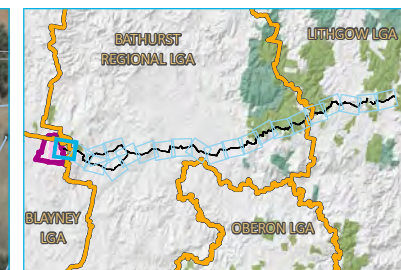 BATHURST
REGIONAL LGA
LITHGOW LGA
BLAYNEY
LGA
OBERON LGA